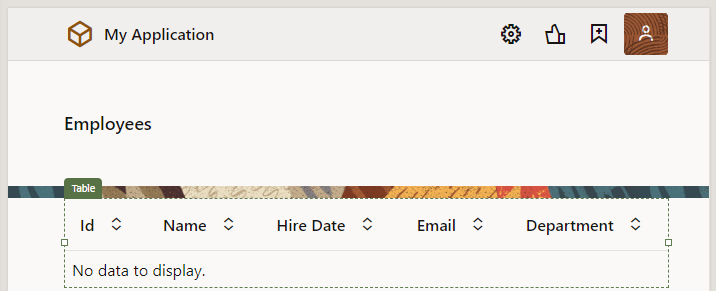 My Application
Employees
Table
Id Name Hire Date Email Department
No data to display.